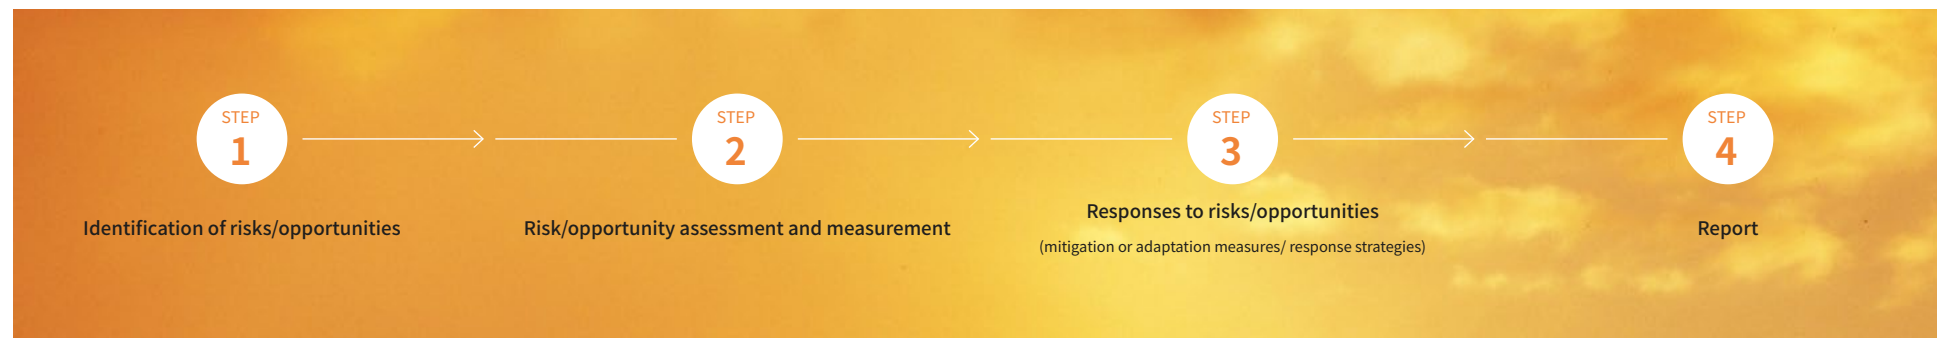 STEP
1
Identification of risks/opportunities
STEP
2
Risk/opportunity assessment and measurement
STEP
3
Responses to risks/opportunities
(mitigation or adaptation measures/ response strategies)
STEP
4
Report